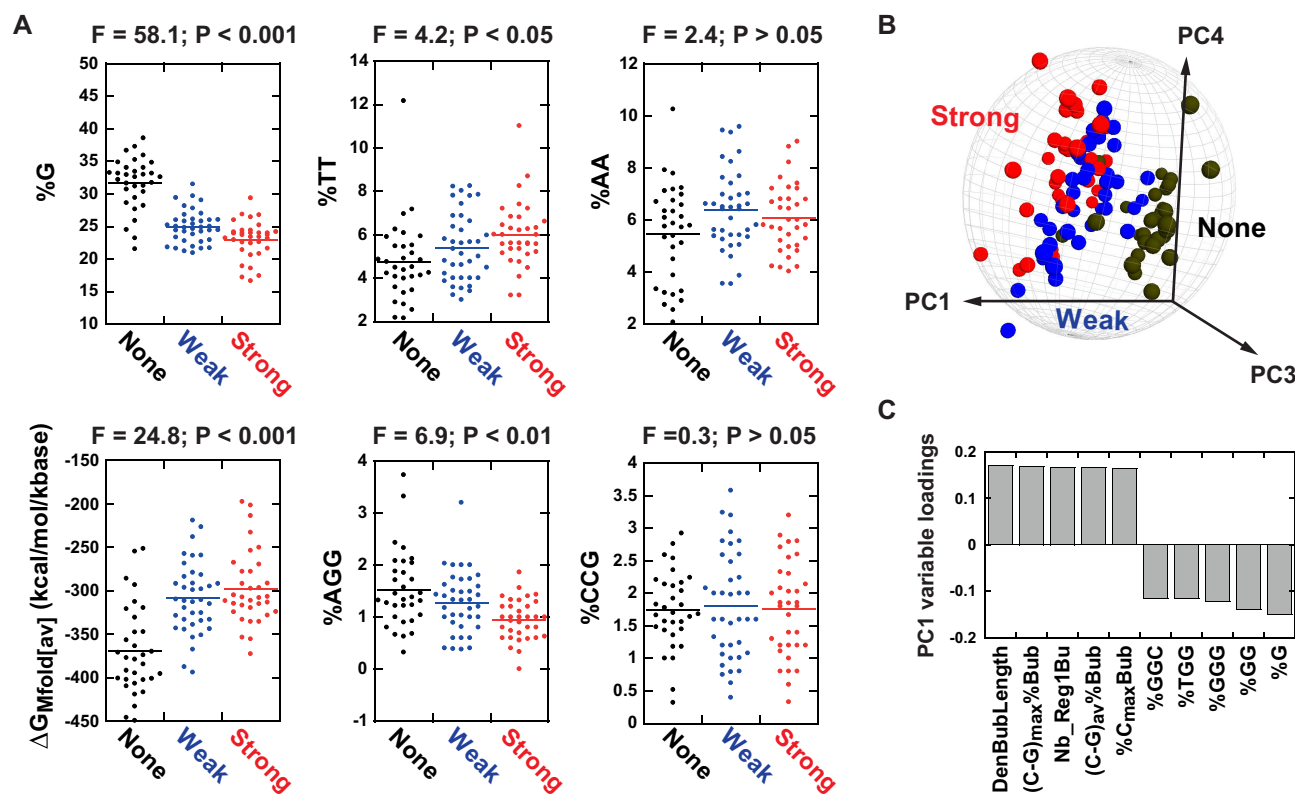 A
F = 58.1; P < 0.001
%G
50
45
40
35
30
25
20
15
10
None
Weak
Strong
F = 4.2; P < 0.05
%TT
14
12
10
8
6
4
2
None
Weak
Strong
F = 2.4; P > 0.05
%AA
12
10
8
6
4
2
None
Weak
Strong
F = 24.8; P < 0.001
ΔGMfold[av] (kcal/mol/kbase)
-150
-200
-250
-300
-350
-400
-450
None
Weak
Strong
F = 6.9; P < 0.01
%AGG
4
3
2
1
0
-1
None
Weak
Strong
F =0.3; P > 0.05
%CCG
4
3.5
3
2.5
2
1.5
1
0.5
0
None
Weak
Strong
B
PC4
Strong
None
PC1
Weak
PC3
C
PC1 variable loadings
0.2
0.1
0
-0.1
-0.2
DenBubLength
(C-G)max%Bub
Nb_Reg1Bu
(C-G)av%Bub
%CmaxBub
%GGC
%TGG
%GGG
%GG
%G